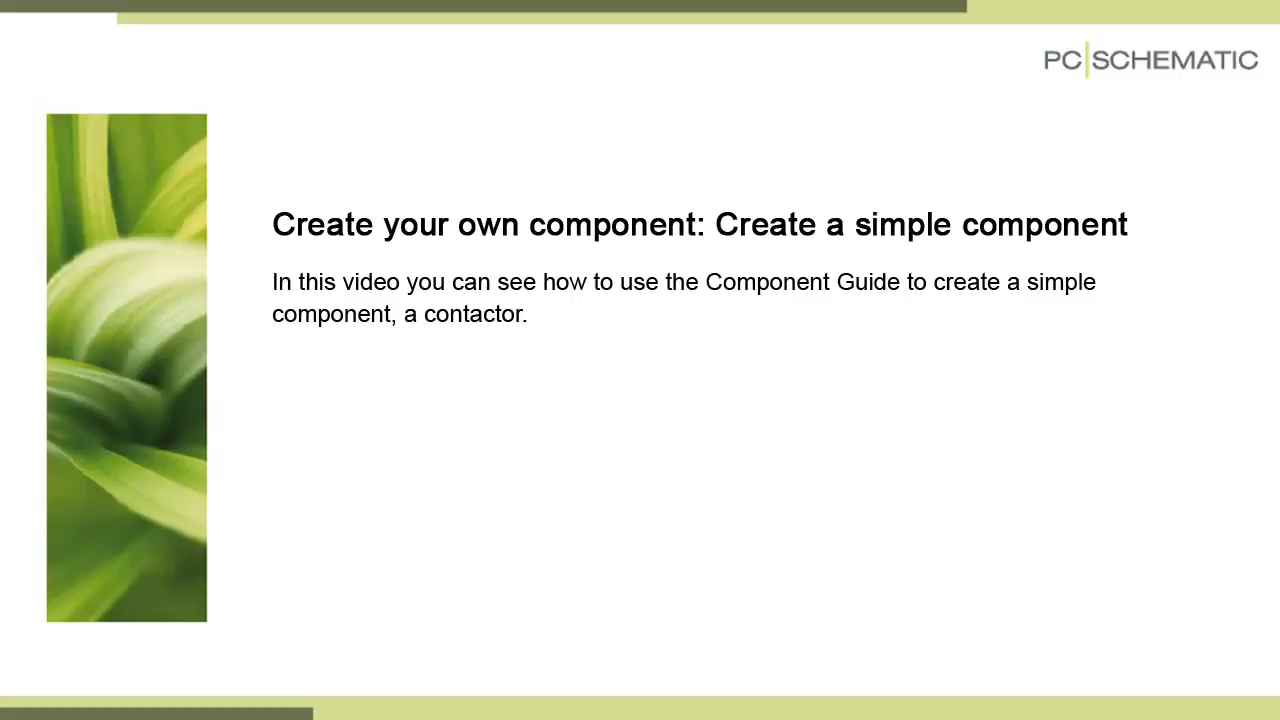 PC|SCHEMATIC
Create your own component: Create a simple component
In this video you can see how to use the Component Guide to create a simple
component, a contactor.